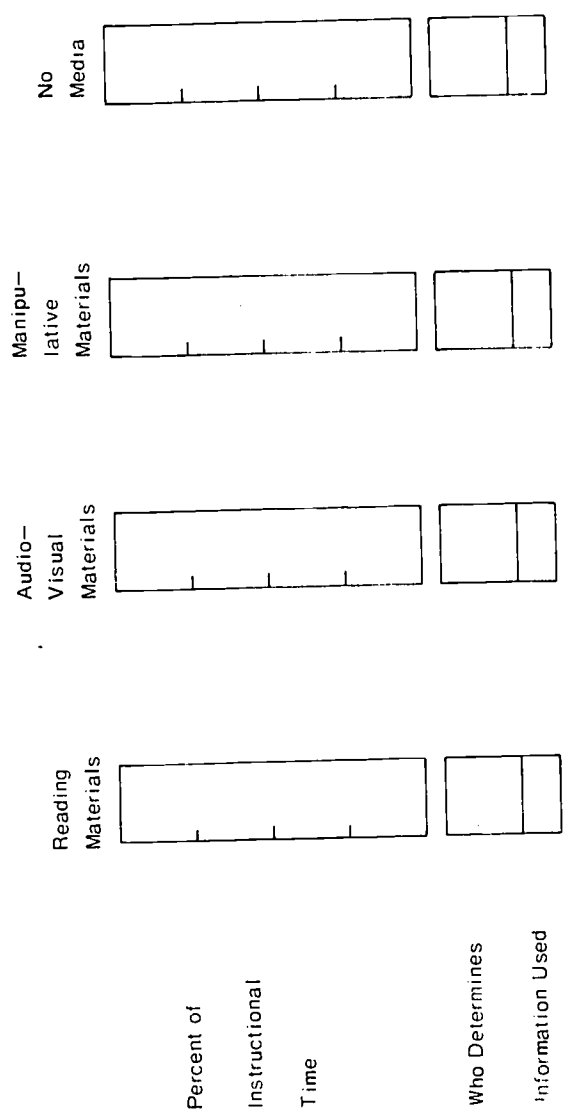 Reading
Materials
Audio–
Visual
Materials
Manipu–
lative
Materials
No
Media
Percent of
Instructional
Time
Who Determines
Information Used